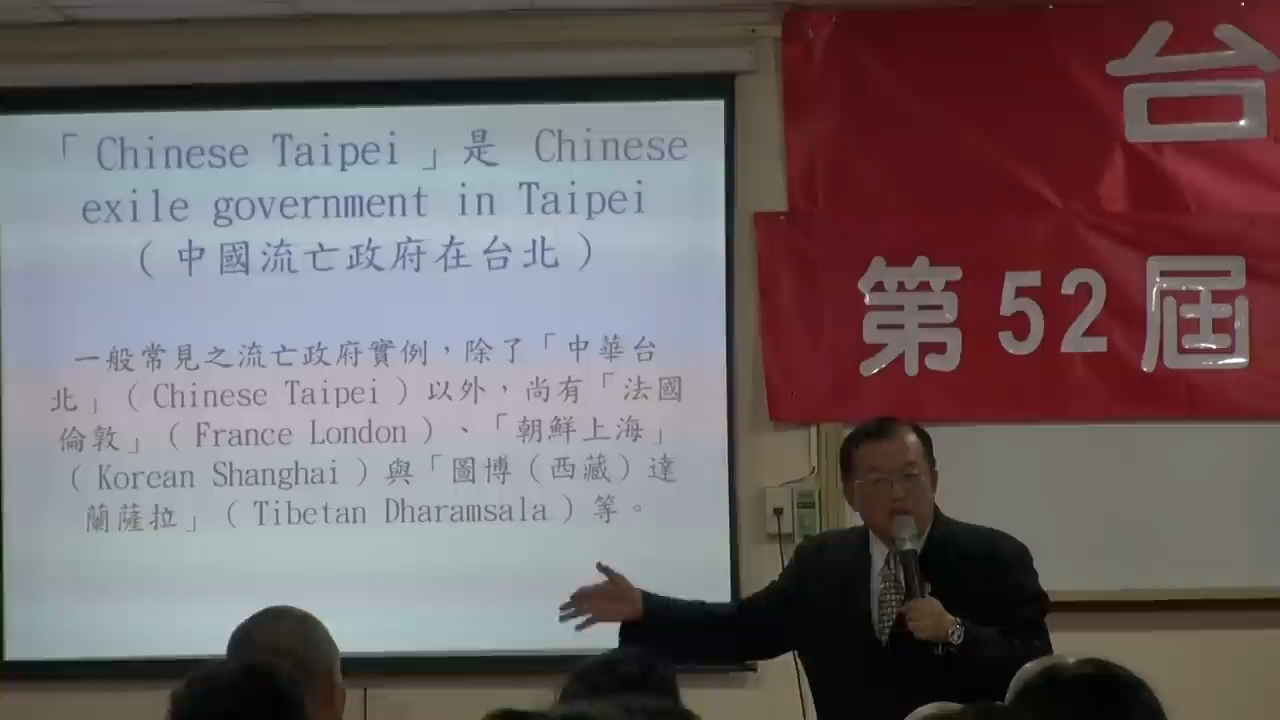 「 Chinese Taipei 」是 Chinese
exile government in Taipei
( 中國流亡政府在台北 )
一般常見之流亡政府實例，除了「中華台
北」( Chinese Taipei ) 以外，尚有「法國
倫敦」( France London ) 、「朝鮮上海」
( Korean Shanghai ) 與「圖博 (西藏) 達
蘭薩拉」( Tibetan Dharamsala ) 等。
台
第52屆